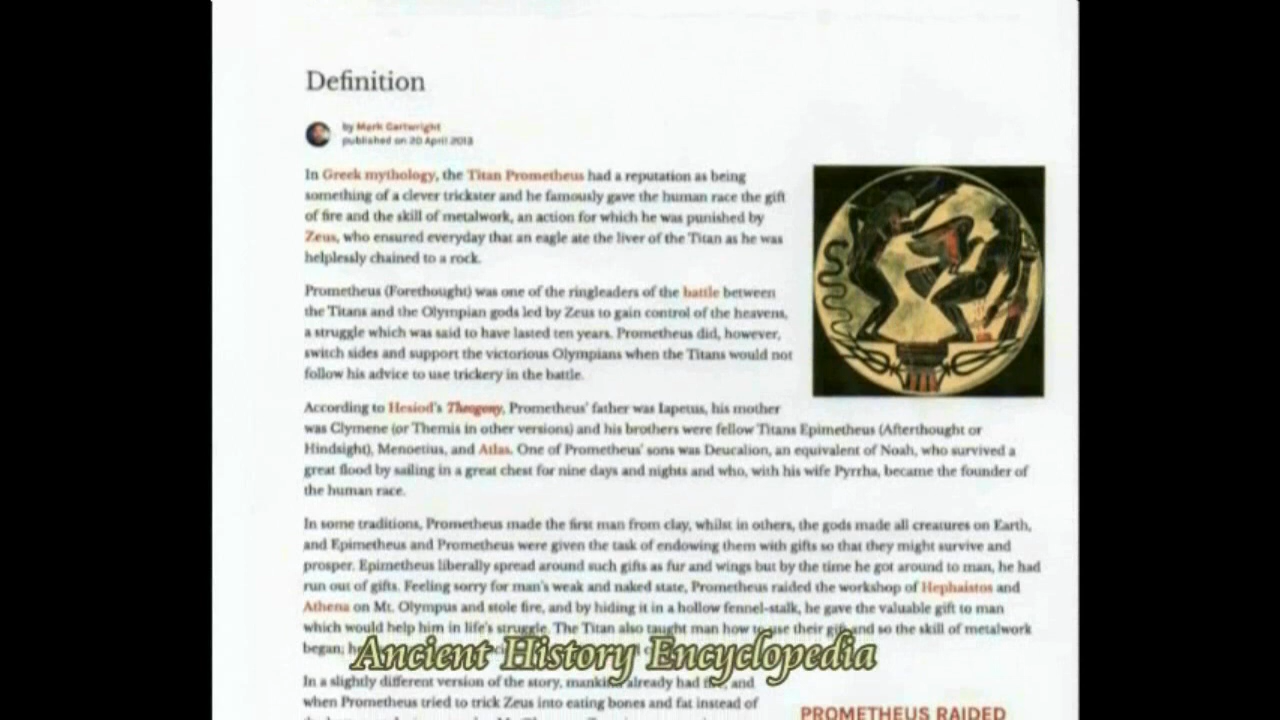 Definition
by Mark Cartwright
published on 20 April 2013
In Greek mythology, the Titan Prometheus had a reputation as being
something of a clever trickster and he famously gave the human race the gift
of fire and the skill of metalwork, an action for which he was punished by
Zeus, who ensured everyday that an eagle ate the liver of the Titan as he was
helplessly chained to a rock.
Prometheus (Forethought) was one of the ringleaders of the battle between
the Titans and the Olympian gods led by Zeus to gain control of the heavens,
a struggle which was said to have lasted ten years. Prometheus did, however,
switch sides and support the victorious Olympians when the Titans would not
follow his advice to use trickery in the battle.
According to Hesiod's Theogony, Prometheus' father was Iapetus, his mother
was Clymene (or Themis in other versions) and his brothers were fellow Titans Epimetheus (Afterthought or
Hindsight), Menoetius, and Atlas. One of Prometheus' sons was Deucalion, an equivalent of Noah, who survived a
great flood by sailing in a great chest for nine days and nights and who, with his wife Pyrrha, became the founder of
the human race.
In some traditions, Prometheus made the first man from clay, whilst in others, the gods made all creatures on Earth,
and Epimetheus and Prometheus were given the task of endowing them with gifts so that they might survive and
prosper. Epimetheus liberally spread around such gifts as fur and wings but by the time he got around to man, he had
run out of gifts. Feeling sorry for man's weak and naked state, Prometheus raided the workshop of Hephaistos and
Athena on Mt. Olympus and stole fire, and by hiding it in a hollow fennel-stalk, he gave the valuable gift to man
which would help him in life's struggle. The Titan also taught man how to use their gift and so the skill of metalwork
began;
Ancient History Encyclopedia
In a slightly different version of the story, mankind already had fire, and
when Prometheus tried to trick Zeus into eating bones and fat instead of
PROMETHEUS RAIDED